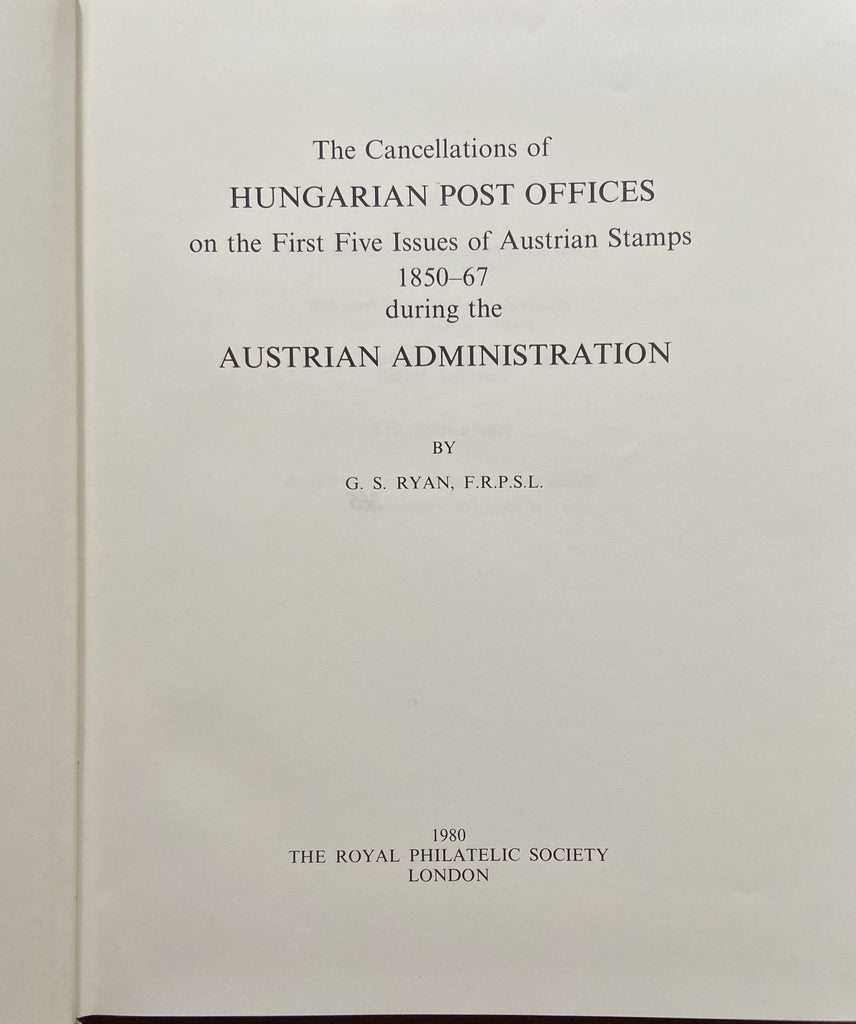 The Cancellations of
HUNGARIAN POST OFFICES
on the First Five Issues of Austrian Stamps
1850–67
during the
AUSTRIAN ADMINISTRATION
BY
G. S. RYAN, F.R.P.S.L.
1980
THE ROYAL PHILATELIC SOCIETY
LONDON